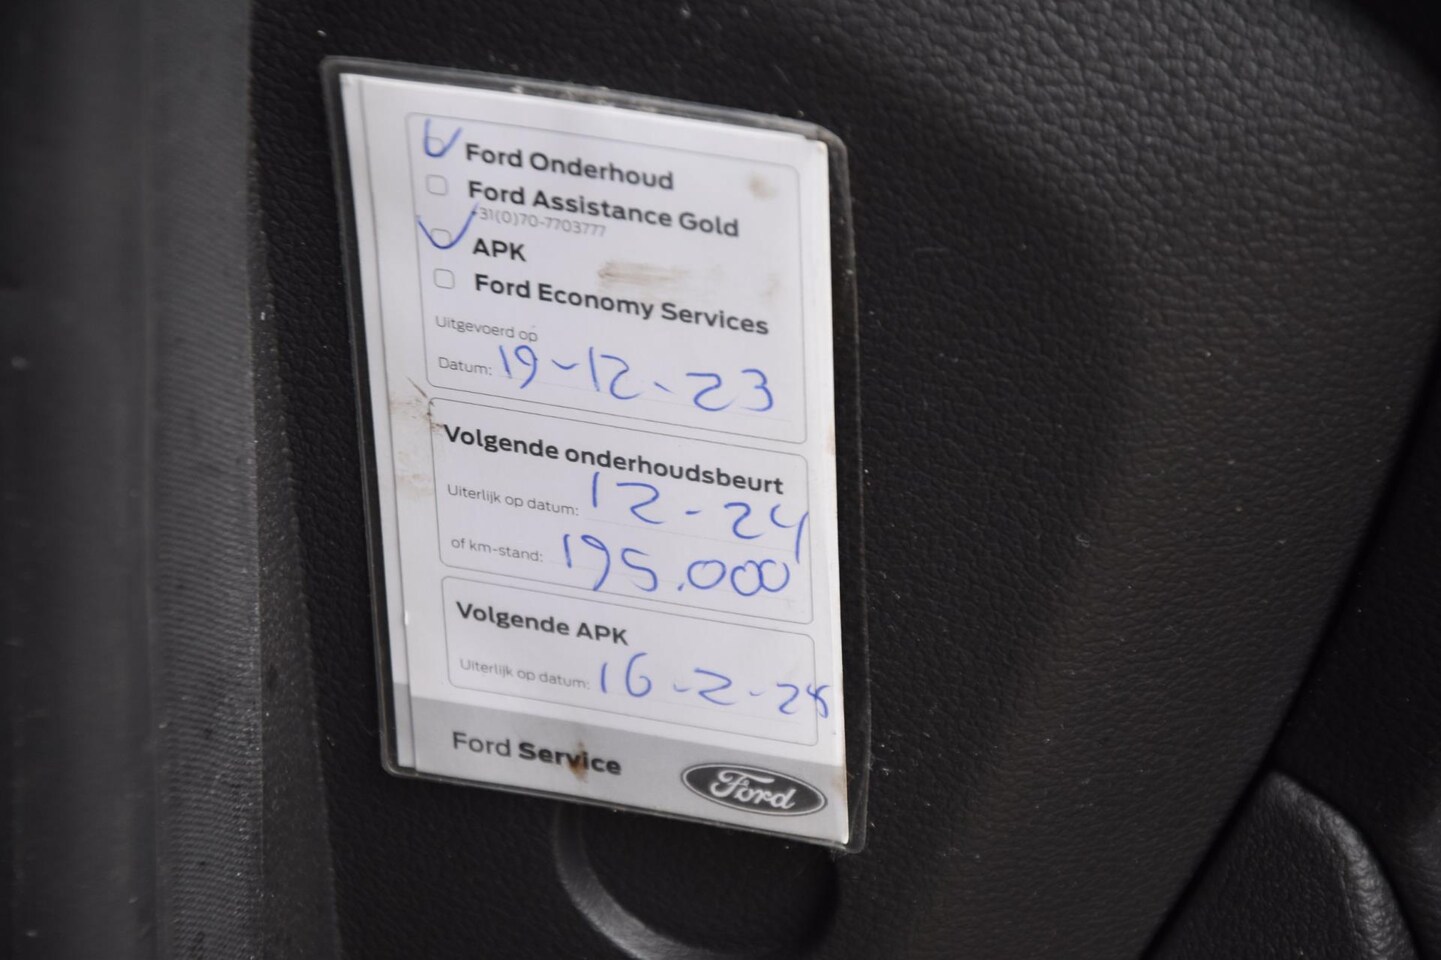 Ford Onderhoud
Ford Assistance Gold
+31(0)70-7703777
APK
Ford Economy Services
Uitgevoerd op
Datum: 19-12-23
Volgende onderhoudsbeurt
Uiterlijk op datum: 12-24
of km-stand: 195.000
Volgende APK
Uiterlijk op datum: 16-2-
Ford Service
Ford